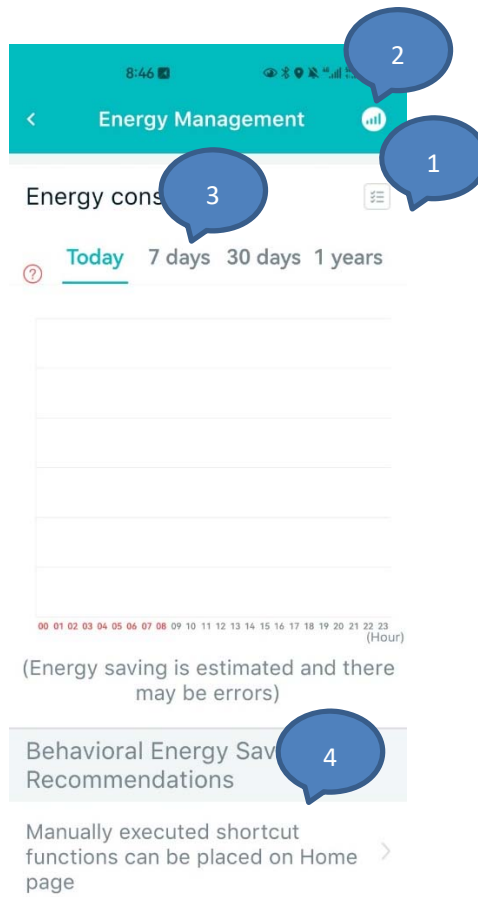 2
8:46
Energy Management
1
Energy cons
3
Today 7 days 30 days 1 years
?
00 01 02 03 04 05 06 07 08 09 10 11 12 13 14 15 16 17 18 19 20 21 22 23
(Hour)
(Energy saving is estimated and there
may be errors)
Behavioral Energy Sav
4
Recommendations
Manually executed shortcut
functions can be placed on Home
page